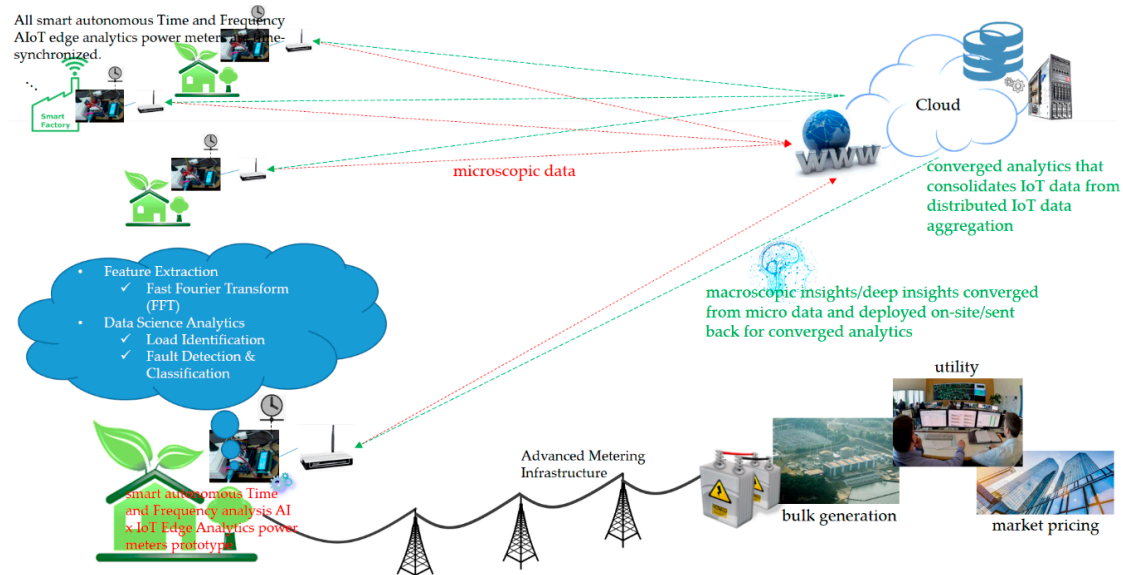 All smart autonomous Time and Frequency
AIoT edge analytics power meters are time-
synchronized.
Smart
Factory
Cloud
WWW
microscopic data
converged analytics that
consolidates IoT data from
distributed IoT data
aggregation
• Feature Extraction
✓ Fast Fourier Transform
(FFT)
• Data Science Analytics
✓ Load Identification
✓ Fault Detection &
Classification
macroscopic insights/deep insights converged
from micro data and deployed on-site/sent
back for converged analytics
utility
Advanced Metering
Infrastructure
smart autonomous Time
and Frequency analysis AI
x IoT Edge Analytics power
meters prototype
bulk generation
market pricing